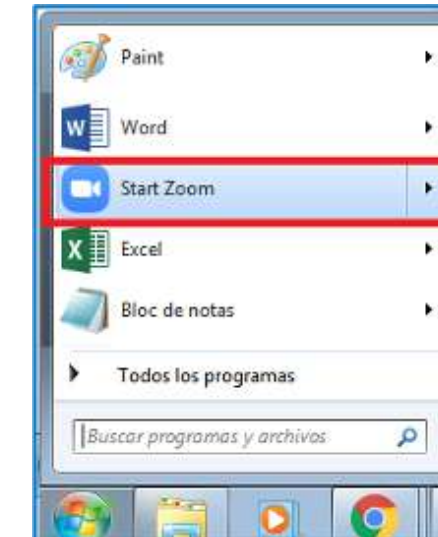 Paint
Word
Start Zoom
Excel
Bloc de notas
Todos los programas
Buscar programas y archivos